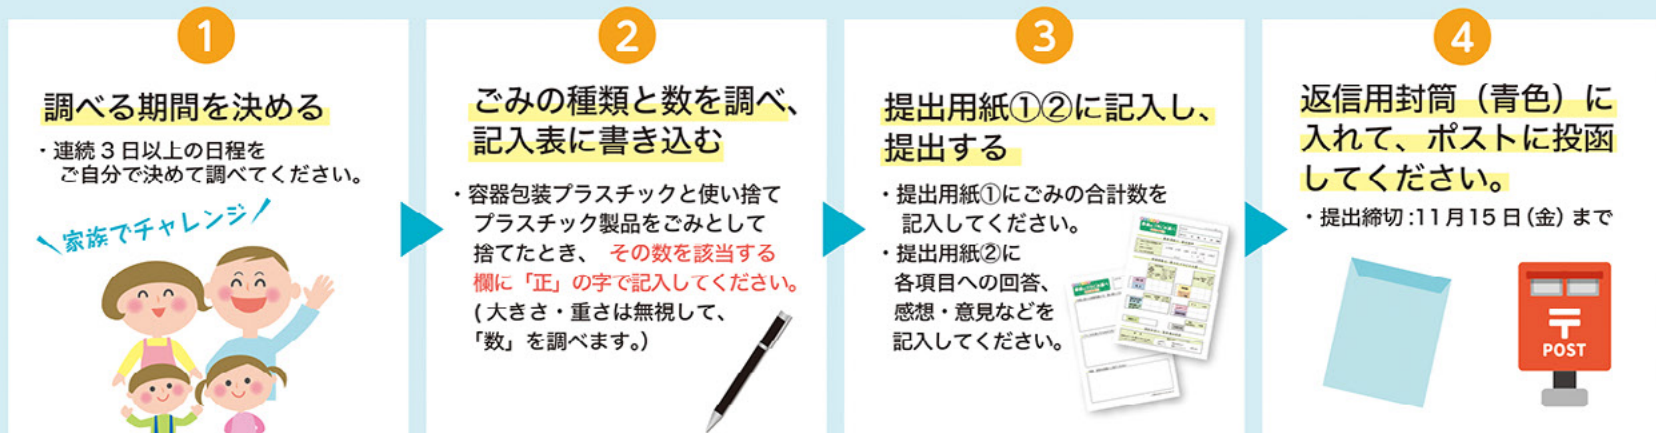 1
調べる期間を決める
・連続3日以上の日程を
ご自分で決めて調べてください。
家族でチャレンジ
2
ごみの種類と数を調べ、
記入表に書き込む
・容器包装プラスチックと使い捨て
プラスチック製品をごみとして
捨てたとき、その数を該当する
欄に「正」の字で記入してください。
(大きさ・重さは無視して、
「数」を調べます。)
3
提出用紙①②に記入し、
提出する
・提出用紙①にごみの合計数を
記入してください。
・提出用紙②に
各項目への回答、
感想・意見などを
記入してください。
4
返信用封筒（青色）に
入れて、ポストに投函
してください。
・提出締切:11月15日(金)まで
POST